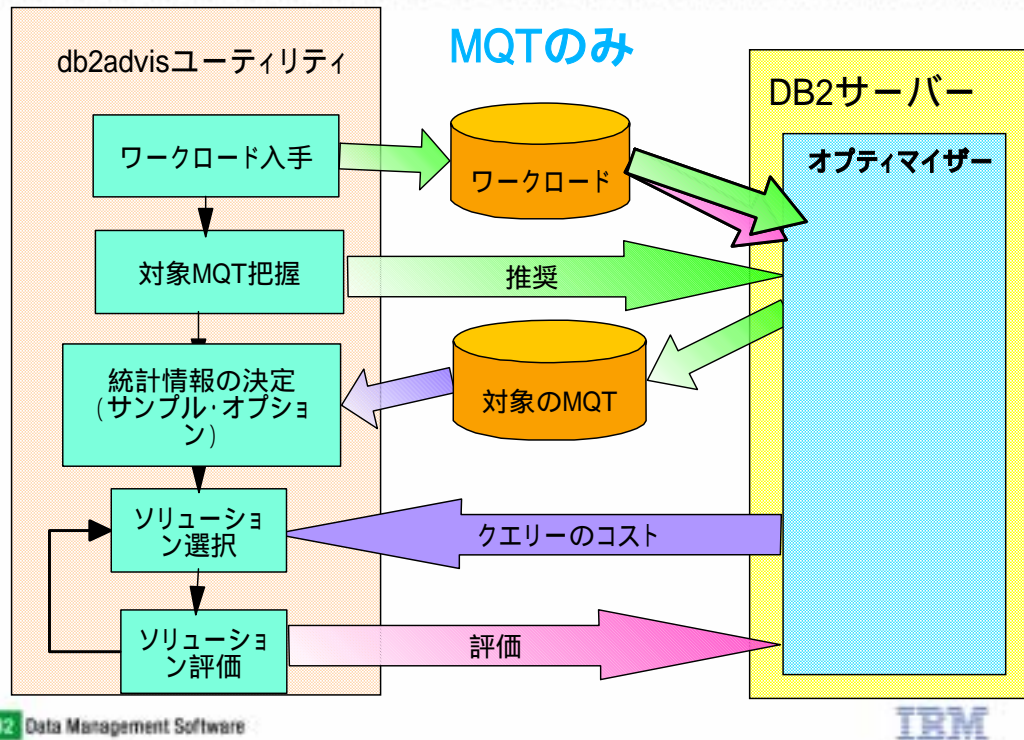 MQTのみ
db2advisユーティリティ
DB2サーバー
ワークロード入手
ワークロード
オプティマイザー
対象MQT把握
推奨
統計情報の決定
(サンプル・オプショ
ン)
対象のMQT
ソリューショ
ン選択
クエリーのコスト
ソリューショ
ン評価
評価
Data Management Software
IBM